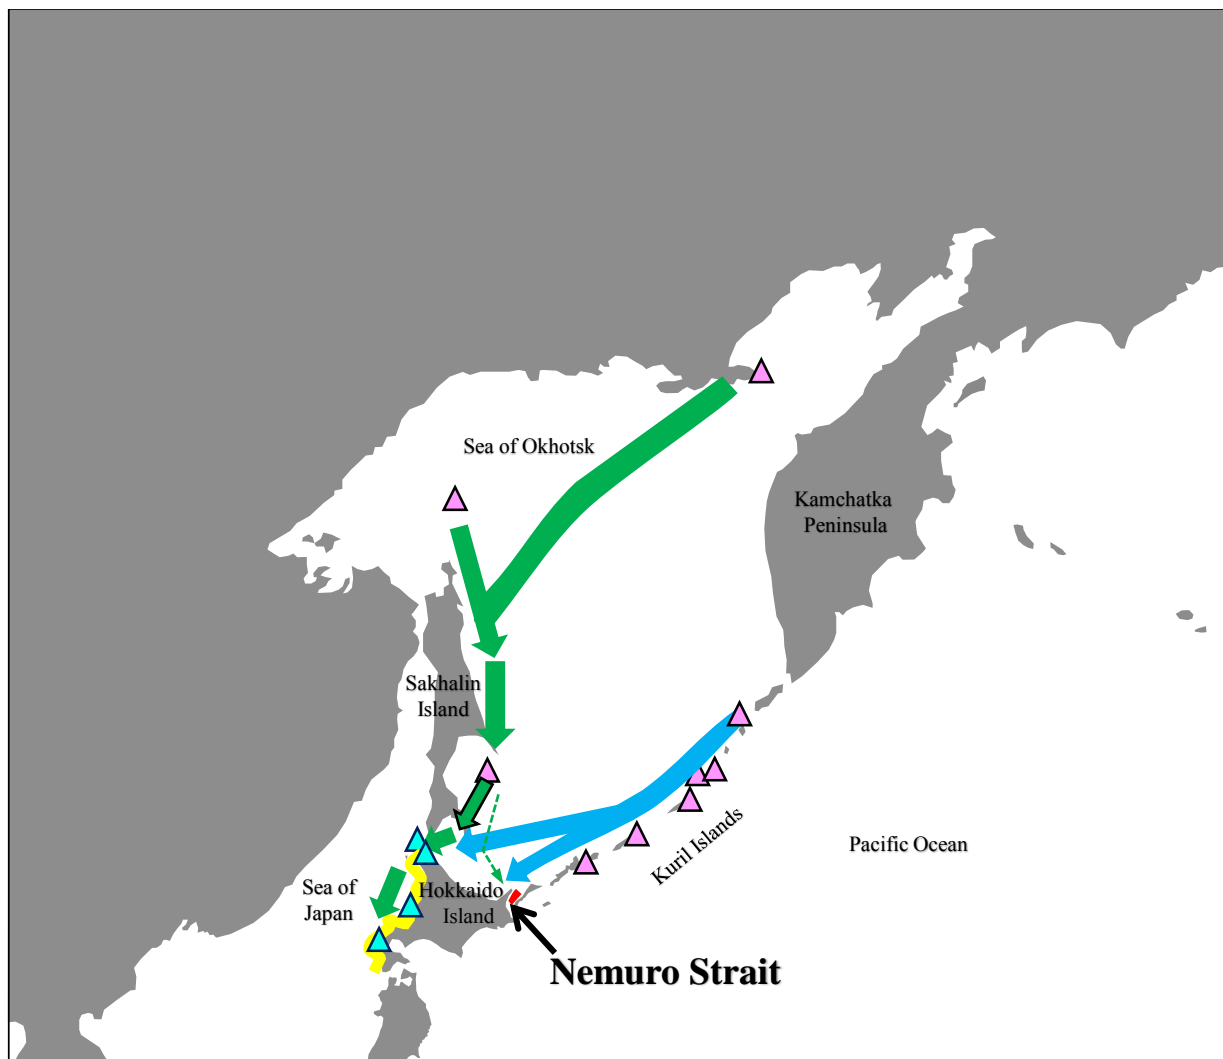 Sea of Okhotsk
Kamchatka
Peninsula
Sakhalin
Island
Kuril Islands
Pacific Ocean
Sea of
Japan
Hokkaido
Island
Nemuro Strait